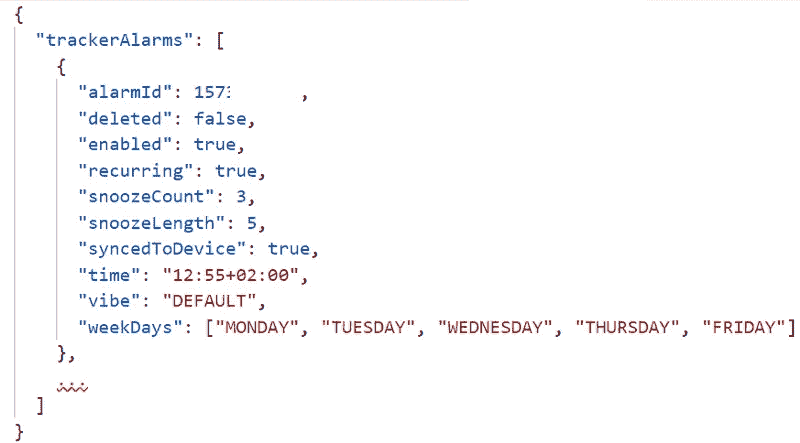 {
"trackerAlarms": [
{
"alarmId": 157 ,
"deleted": false,
"enabled": true,
"recurring": true,
"snoozeCount": 3,
"snoozeLength": 5,
"syncedToDevice": true,
"time": "12:55+02:00",
"vibe": "DEFAULT",
"weekDays": ["MONDAY", "TUESDAY", "WEDNESDAY", "THURSDAY", "FRIDAY"]
},
...
]
}